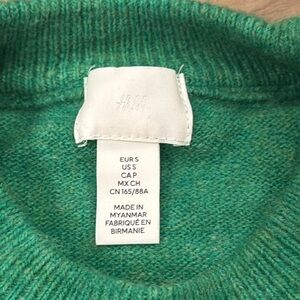 H&M
EUR S
US S
CA P
MX CH
CN 165/88A
MADE IN
MYANMAR
FABRIQUÉ EN
BIRMANIE